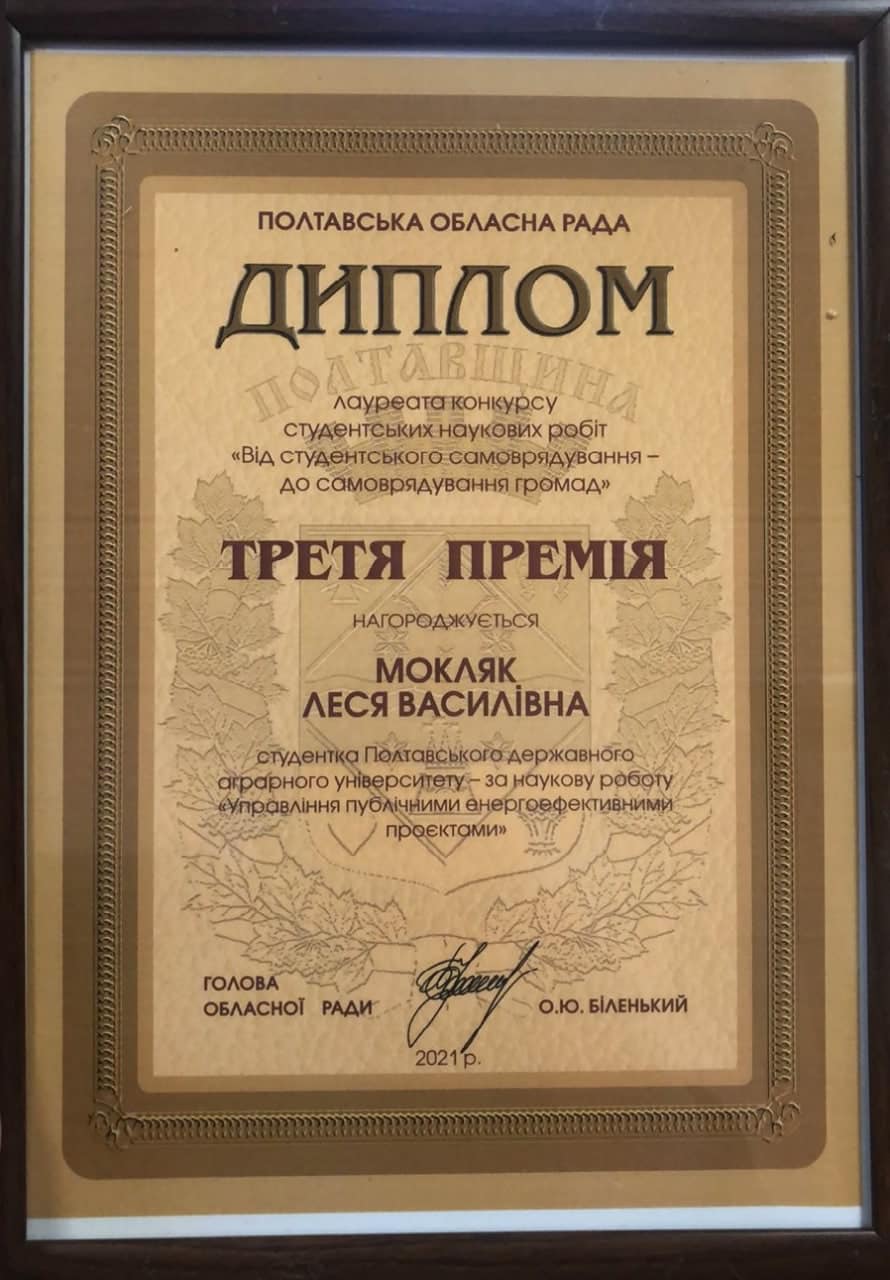 ПОЛТАВСЬКА ОБЛАСНА РАДА
ДИПЛОМ
ПОЛТАВЩИНА
лауреата конкурсу
студентських наукових робіт
«Від студентського самоврядування –
до самоврядування громад»
ТРЕТЯ ПРЕМІЯ
НАГОРОДЖУЄТЬСЯ
МОКЛЯК
ЛЕСЯ ВАСИЛІВНА
студентка Полтавського державного
аграрного університету – за наукову роботу
«Управління публічними енергоефективними
проєктами»
ГОЛОВА
ОБЛАСНОЇ РАДИ
О.Ю. БІЛЕНЬКИЙ
2021 р.